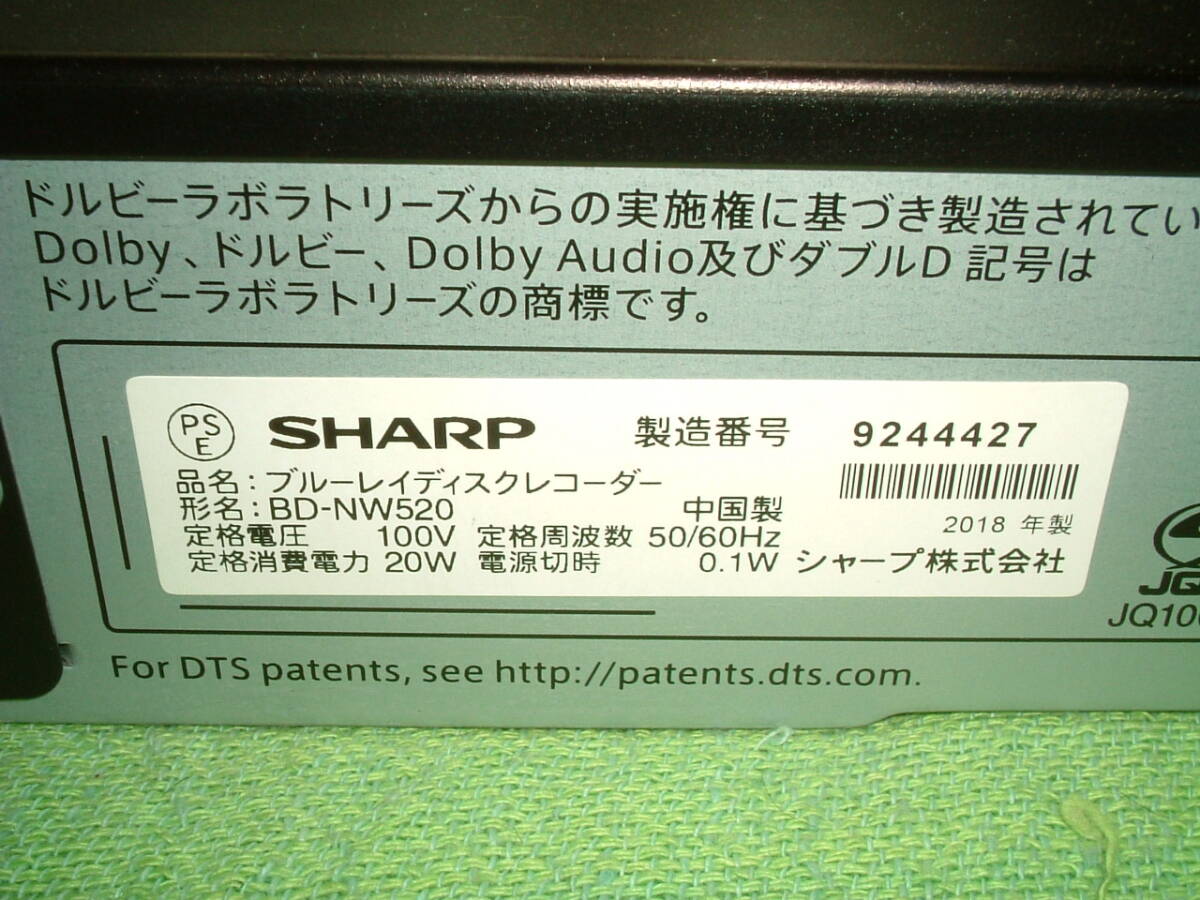 ドルビーラボラトリーズからの実施権に基づき製造されてい
Dolby、ドルビー、Dolby Audio及びダブルD 記号は
ドルビーラボラトリーズの商標です。
PS
E
SHARP 製造番号 9244427
品名：ブルーレイディスクレコーダー
形名：BD-NW520 中国製
2018 年製
定格電圧 100V 定格周波数 50/60Hz
定格消費電力 20W 電源切時 0.1W シャープ株式会社
JQ
JQ100
For DTS patents, see http://patents.dts.com.